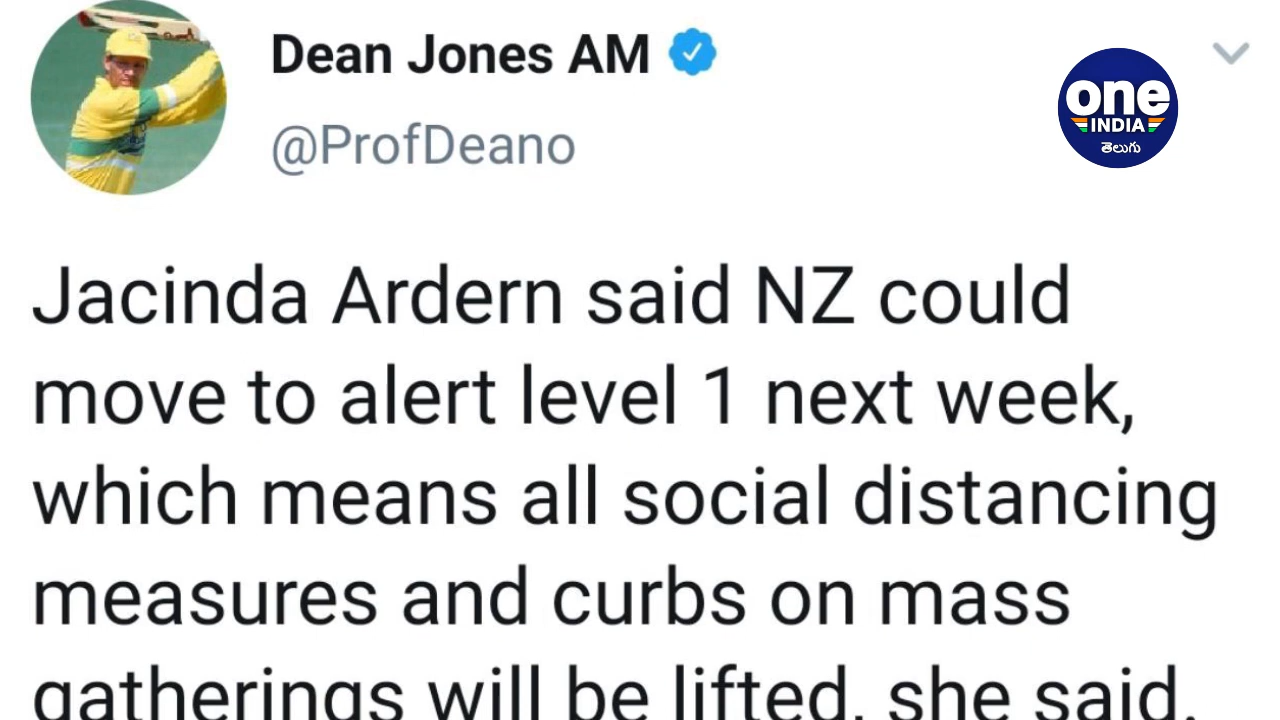 Dean Jones AM
@ProfDeano
one
INDIA
తెలుగు
Jacinda Ardern said NZ could
move to alert level 1 next week,
which means all social distancing
measures and curbs on mass
gatherings will be lifted, she said.